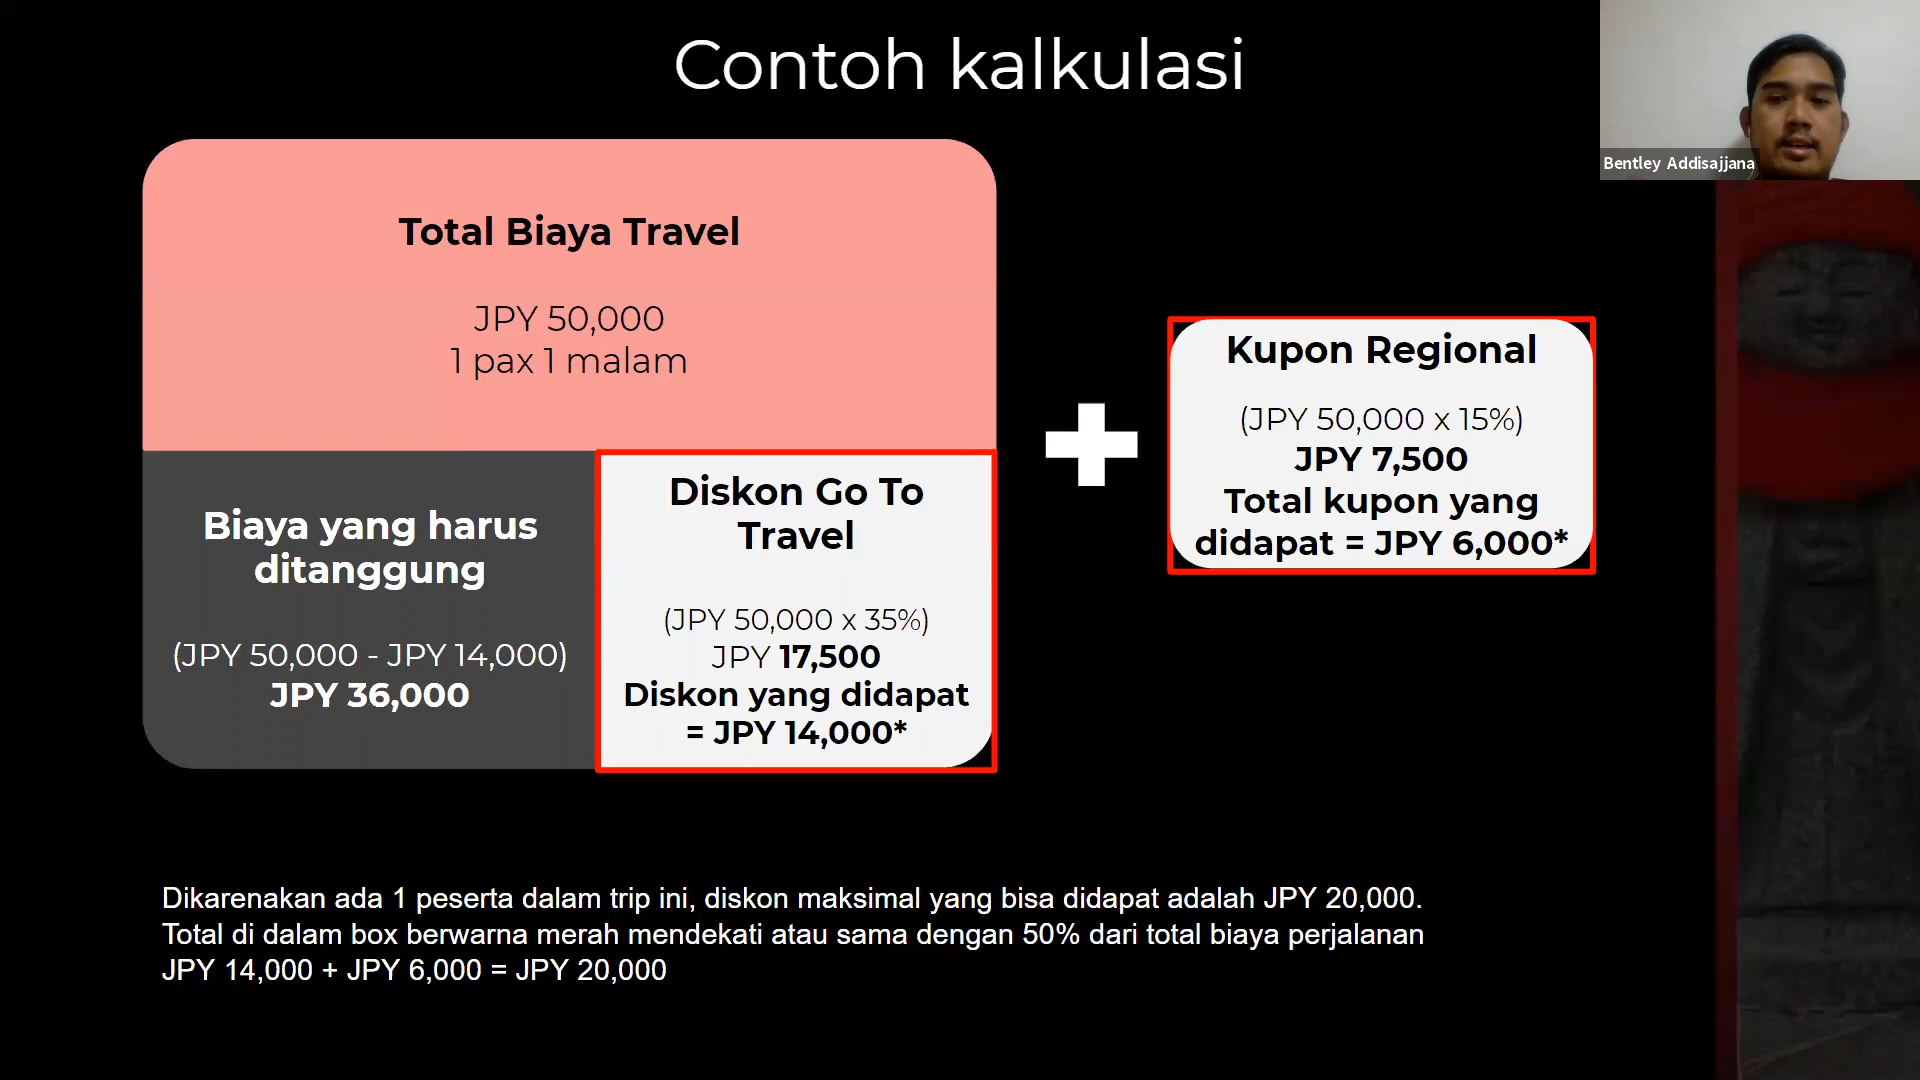 Contoh kalkulasi
Bentley Addisajjana
Total Biaya Travel
JPY 50,000
1 pax 1 malam
Biaya yang harus
ditanggung
(JPY 50,000 - JPY 14,000)
JPY 36,000
Diskon Go To
Travel
(JPY 50,000 x 35%)
JPY 17,500
Diskon yang didapat
= JPY 14,000*
Kupon Regional
(JPY 50,000 x 15%)
JPY 7,500
Total kupon yang
didapat = JPY 6,000*
Dikarenakan ada 1 peserta dalam trip ini, diskon maksimal yang bisa didapat adalah JPY 20,000.
Total di dalam box berwarna merah mendekati atau sama dengan 50% dari total biaya perjalanan
JPY 14,000 + JPY 6,000 = JPY 20,000